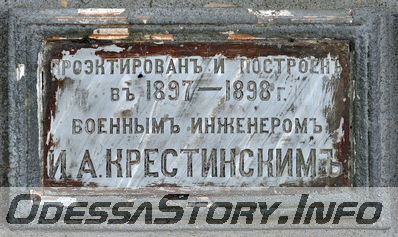 ПРОЭКТИРОВАНЪ И ПОСТРОЕНЪ
ВЪ 1897—1898 Г.
ВОЕННЫМЪ ИНЖЕНЕРОМЪ
И.А.КРЕСТИНСКИМЪ
OdessaStory.Info